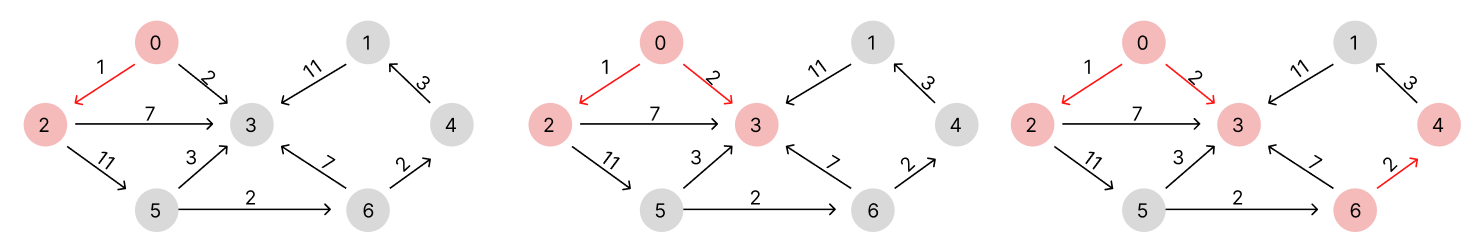 0 1 0 1 0 1
1 2 11 3 1 2 11 3 1 2 11 3
2 7 3 4 2 7 3 4 2 7 3 4
11 3 7 2 11 3 7 2 11 3 7 2
5 2 6 5 2 6 5 2 6